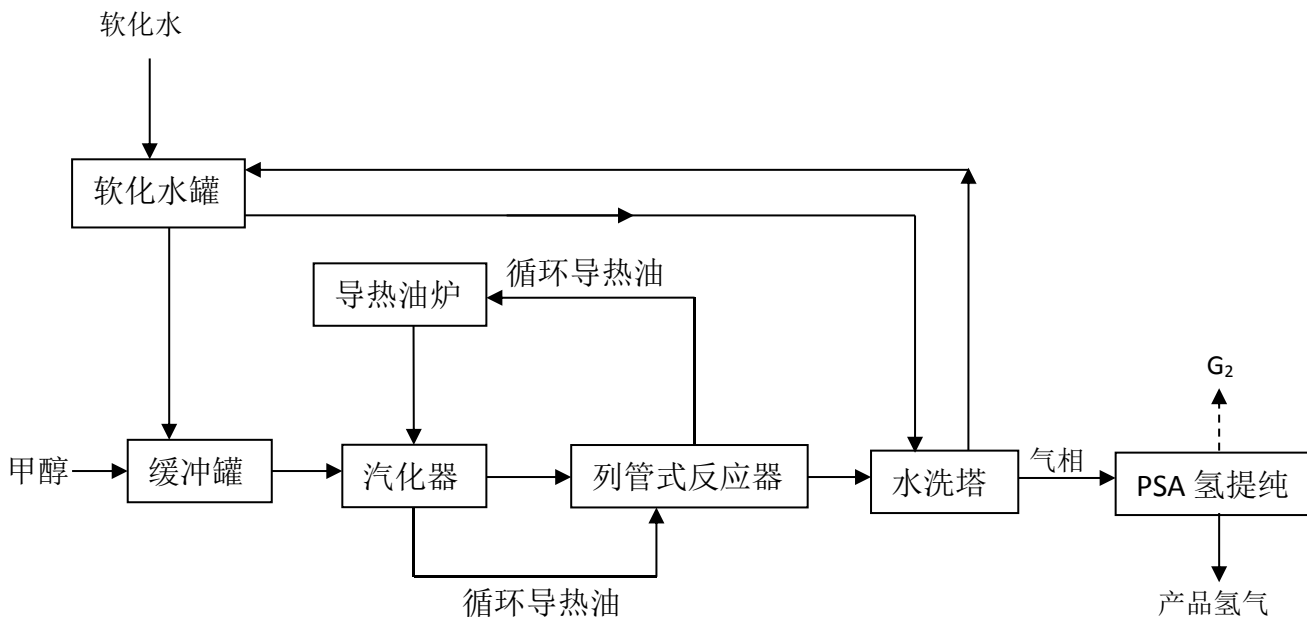 软化水
软化水罐
循环导热油
导热油炉
G₂
甲醇
缓冲罐
汽化器
列管式反应器
水洗塔
气相
PSA 氢提纯
循环导热油
产品氢气